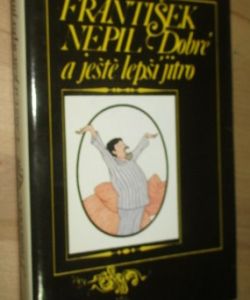 FRANTIŠEK
NEPIL Dobré
a ještě lepší jitro